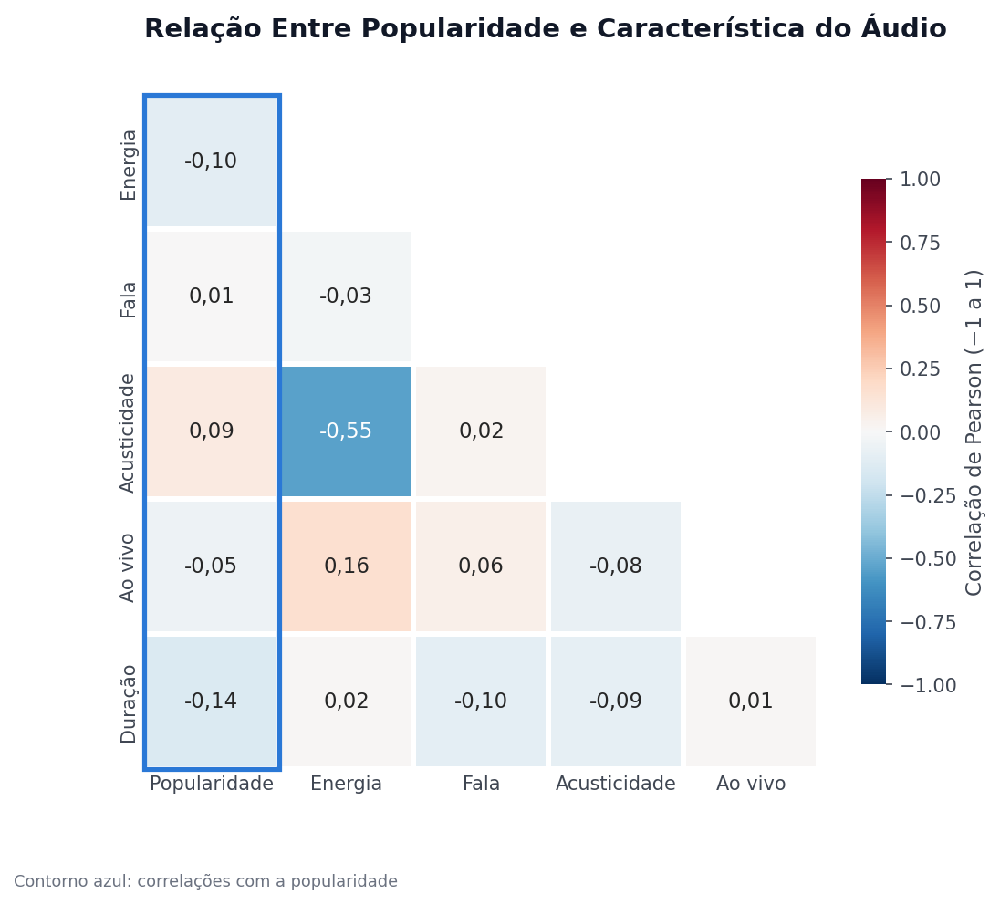 Relação Entre Popularidade e Característica do Áudio
Energia
-0,10
Fala
0,01
-0,03
Acusticidade
0,09
-0,55
0,02
Ao vivo
-0,05
0,16
0,06
-0,08
Duração
-0,14
0,02
-0,10
-0,09
0,01
Popularidade
Energia
Fala
Acusticidade
Ao vivo
1.00
0.75
0.50
0.25
0.00
−0.25
−0.50
−0.75
−1.00
Correlação de Pearson (−1 a 1)
Contorno azul: correlações com a popularidade